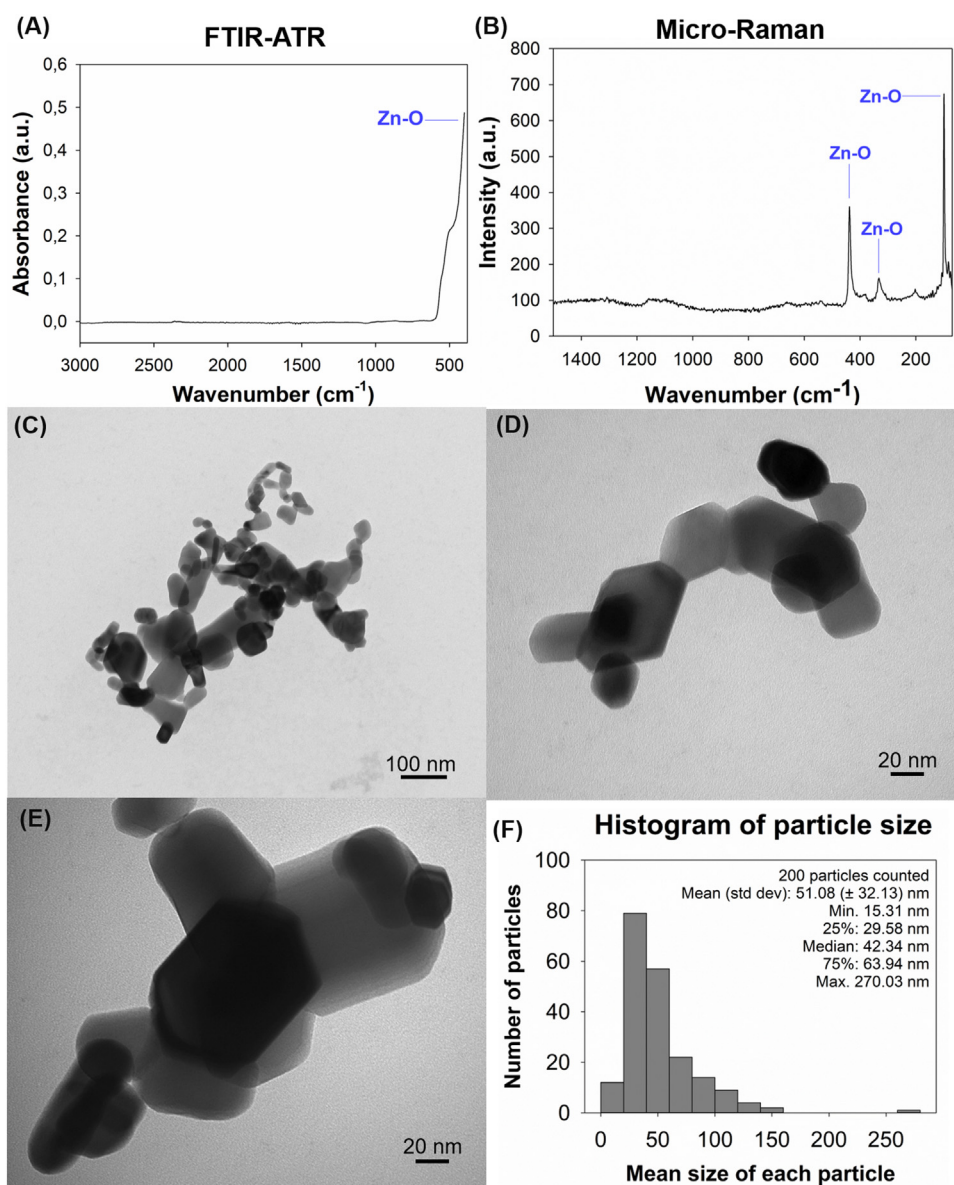 (A)
FTIR-ATR
0,6
0,5
0,4
0,3
0,2
0,1
0,0
Absorbance (a.u.)
Zn-O
3000 2500 2000 1500 1000 500
Wavenumber (cm-1)
(B)
Micro-Raman
800
700
600
500
400
300
200
100
0
Intensity (a.u.)
Zn-O
Zn-O
Zn-O
1400 1200 1000 800 600 400 200
Wavenumber (cm-1)
(C)
100 nm
(D)
20 nm
(E)
20 nm
(F)
Histogram of particle size
100
80
60
40
20
0
Number of particles
200 particles counted
Mean (std dev): 51.08 (± 32.13) nm
Min. 15.31 nm
25%: 29.58 nm
Median: 42.34 nm
75%: 63.94 nm
Max. 270.03 nm
0 50 100 150 200 250
Mean size of each particle